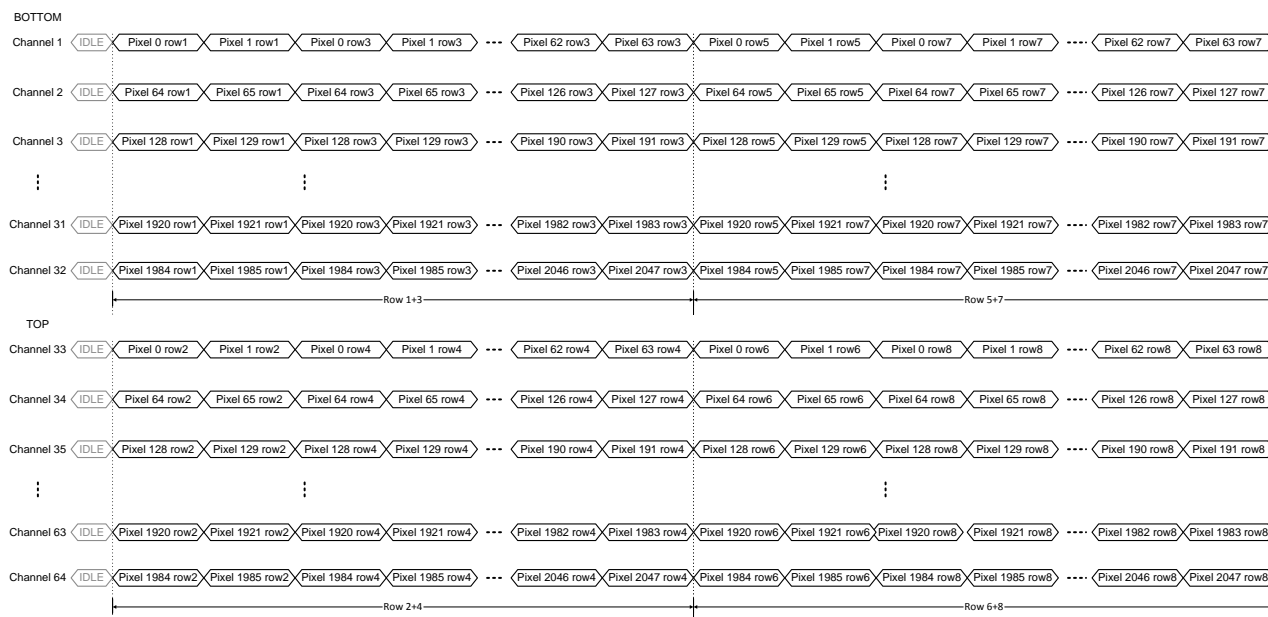 BOTTOM
Channel 1 IDLE Pixel 0 row1 Pixel 1 row1 Pixel 0 row3 Pixel 1 row3 Pixel 62 row3 Pixel 63 row3 Pixel 0 row5 Pixel 1 row5 Pixel 0 row7 Pixel 1 row7 Pixel 62 row7 Pixel 63 row7
Channel 2 IDLE Pixel 64 row1 Pixel 65 row1 Pixel 64 row3 Pixel 65 row3 Pixel 126 row3 Pixel 127 row3 Pixel 64 row5 Pixel 65 row5 Pixel 64 row7 Pixel 65 row7 Pixel 126 row7 Pixel 127 row7
Channel 3 IDLE Pixel 128 row1 Pixel 129 row1 Pixel 128 row3 Pixel 129 row3 Pixel 190 row3 Pixel 191 row3 Pixel 128 row5 Pixel 129 row5 Pixel 128 row7 Pixel 129 row7 Pixel 190 row7 Pixel 191 row7
Channel 31 IDLE Pixel 1920 row1 Pixel 1921 row1 Pixel 1920 row3 Pixel 1921 row3 Pixel 1982 row3 Pixel 1983 row3 Pixel 1920 row5 Pixel 1921 row7 Pixel 1920 row7 Pixel 1921 row7 Pixel 1982 row7 Pixel 1983 row7
Channel 32 IDLE Pixel 1984 row1 Pixel 1985 row1 Pixel 1984 row3 Pixel 1985 row3 Pixel 2046 row3 Pixel 2047 row3 Pixel 1984 row5 Pixel 1985 row7 Pixel 1984 row7 Pixel 1985 row7 Pixel 2046 row7 Pixel 2047 row7
Row 1+3 Row 5+7
TOP
Channel 33 IDLE Pixel 0 row2 Pixel 1 row2 Pixel 0 row4 Pixel 1 row4 Pixel 62 row4 Pixel 63 row4 Pixel 0 row6 Pixel 1 row6 Pixel 0 row8 Pixel 1 row8 Pixel 62 row8 Pixel 63 row8
Channel 34 IDLE Pixel 64 row2 Pixel 65 row2 Pixel 64 row4 Pixel 65 row4 Pixel 126 row4 Pixel 127 row4 Pixel 64 row6 Pixel 65 row6 Pixel 64 row8 Pixel 65 row8 Pixel 126 row8 Pixel 127 row8
Channel 35 IDLE Pixel 128 row2 Pixel 129 row2 Pixel 128 row4 Pixel 129 row4 Pixel 190 row4 Pixel 191 row4 Pixel 128 row6 Pixel 129 row6 Pixel 128 row8 Pixel 129 row8 Pixel 190 row8 Pixel 191 row8
Channel 63 IDLE Pixel 1920 row2 Pixel 1921 row2 Pixel 1920 row4 Pixel 1921 row4 Pixel 1982 row4 Pixel 1983 row4 Pixel 1920 row6 Pixel 1921 row6 Pixel 1920 row8 Pixel 1921 row8 Pixel 1982 row8 Pixel 1983 row8
Channel 64 IDLE Pixel 1984 row2 Pixel 1985 row2 Pixel 1984 row4 Pixel 1985 row4 Pixel 2046 row4 Pixel 2047 row4 Pixel 1984 row6 Pixel 1985 row6 Pixel 1984 row8 Pixel 1985 row8 Pixel 2046 row8 Pixel 2047 row8
Row 2+4 Row 6+8